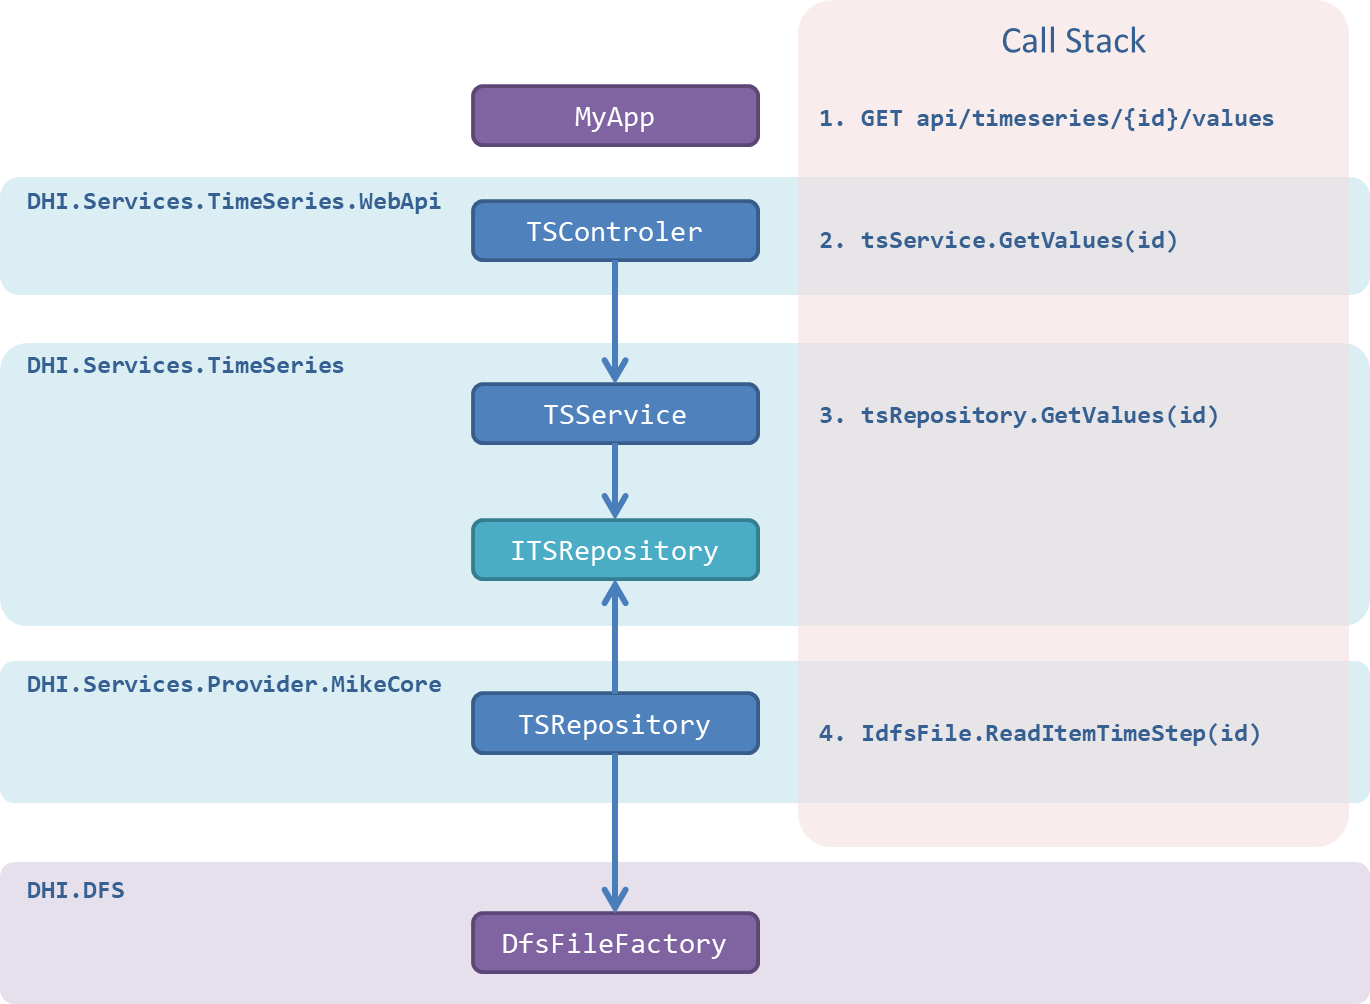 Call Stack
MyApp
1. GET api/timeseries/{id}/values
DHI.Services.TimeSeries.WebApi
TSControler
2. tsService.GetValues(id)
DHI.Services.TimeSeries
TSService
3. tsRepository.GetValues(id)
ITSRepository
DHI.Services.Provider.MikeCore
TSRepository
4. IdfsFile.ReadItemTimeStep(id)
DHI.DFS
DfsFileFactory